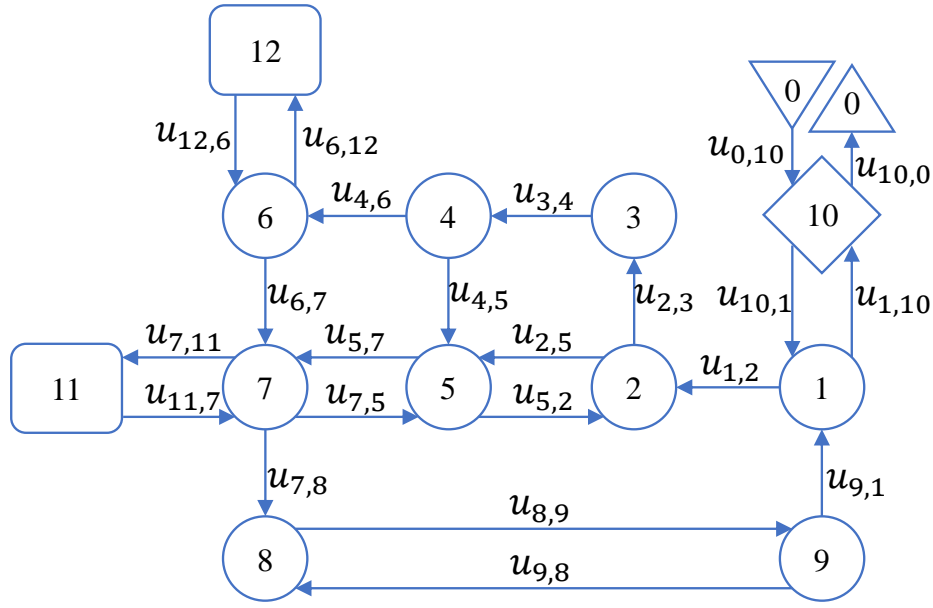 12
0
0
u₁₂,₆
u₆,₁₂
u₀,₁₀
u₁₀,₀
6
u₄,₆
4
u₃,₄
3
10
u₆,₇
u₄,₅
u₂,₃
u₁₀,₁
u₁,₁₀
u₇,₁₁
u₅,₇
u₂,₅
u₁,₂
11
7
5
2
1
u₁₁,₇
u₇,₅
u₅,₂
u₇,₈
u₉,₁
u₈,₉
8
9
u₉,₈